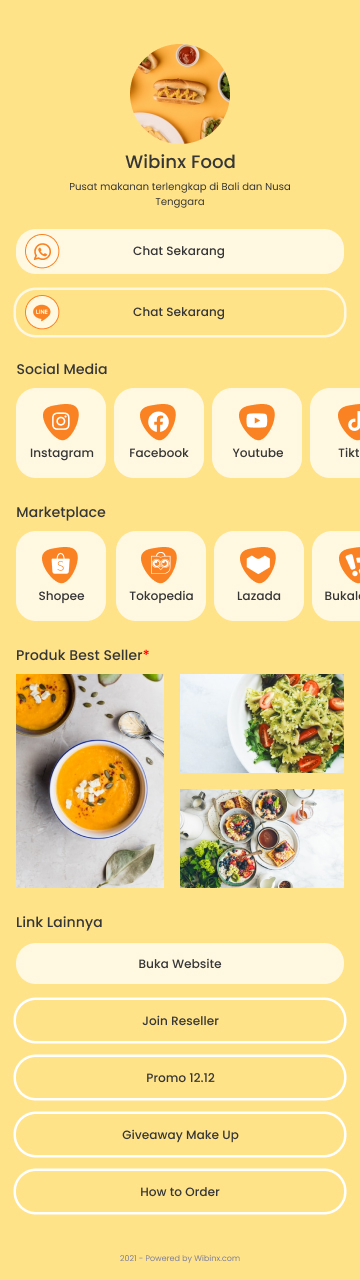 Wibinx Food
Pusat makanan terlengkap di Bali dan Nusa
Tenggara
Chat Sekarang
LINE
Chat Sekarang
Social Media
Instagram
Facebook
Youtube
Tikt
Marketplace
Shopee
Tokopedia
Lazada
Bukala
Produk Best Seller*
Link Lainnya
Buka Website
Join Reseller
Promo 12.12
Giveaway Make Up
How to Order
2021 - Powered by Wibinx.com